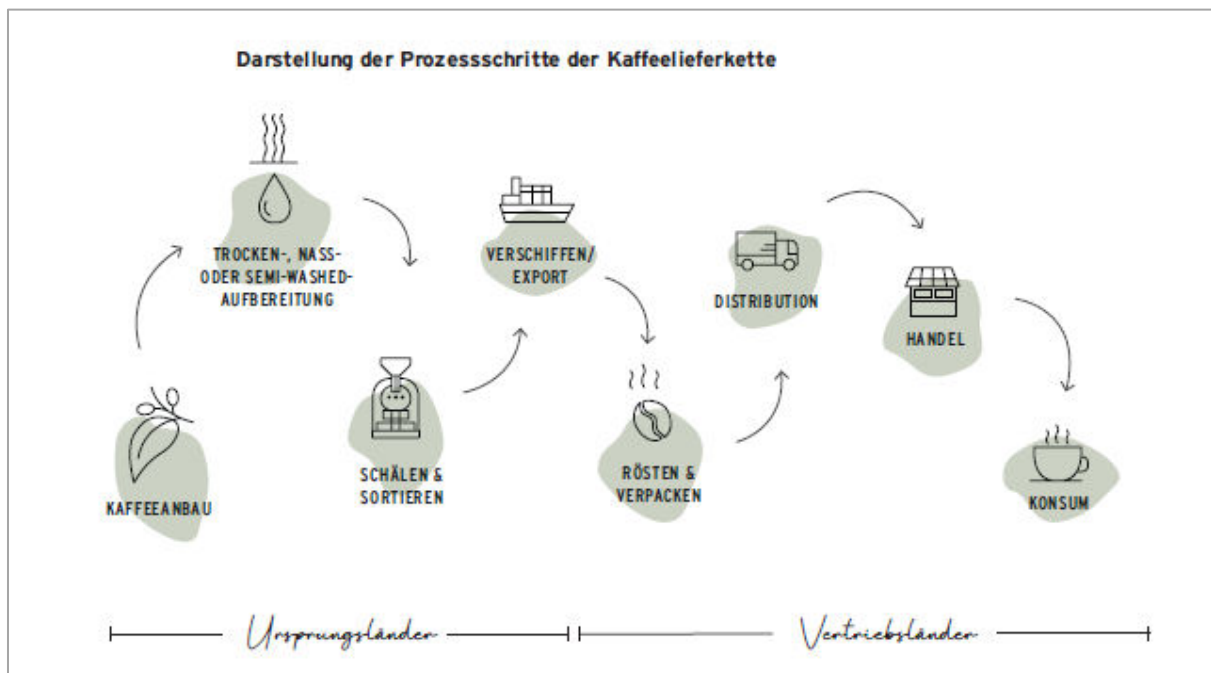 Darstellung der Prozessschritte der Kaffeelieferkette
KAFFEEANBAU
TROCKEN-, NASS-
ODER SEMI-WASHED-
AUFBEREITUNG
SCHÄLEN &
SORTIEREN
VERSCHIFFEN/
EXPORT
RÖSTEN &
VERPACKEN
DISTRIBUTION
HANDEL
KONSUM
Ursprungsländer
Vertriebsländer